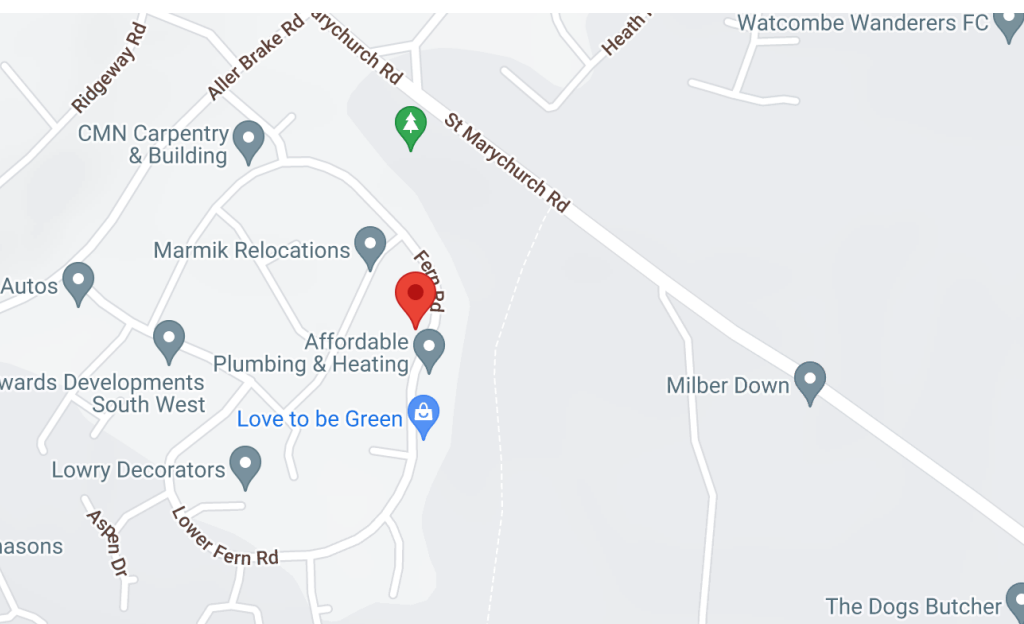 Watcombe Wanderers FC
Ridgeway Rd
Aller Brake Rd
Marychurch Rd
Heath
CMN Carpentry
& Building
St Marychurch Rd
Marmik Relocations
Fern Rd
Autos
Affordable
Plumbing & Heating
wards Developments
South West
Milber Down
Love to be Green
Lowry Decorators
Aspen Dr
Lower Fern Rd
asons
The Dogs Butcher